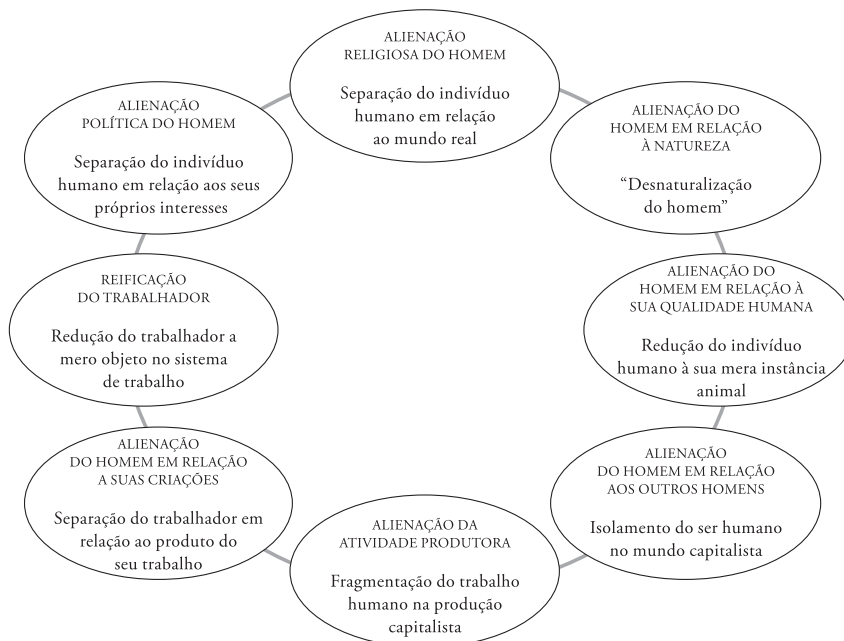 ALIENAÇÃO
RELIGIOSA DO HOMEM
Separação do indivíduo
humano em relação
ao mundo real
ALIENAÇÃO
POLÍTICA DO HOMEM
Separação do indivíduo
humano em relação aos seus
próprios interesses
ALIENAÇÃO DO
HOMEM EM RELAÇÃO
À NATUREZA
“Desnaturalização
do homem”
REIFICAÇÃO
DO TRABALHADOR
Redução do trabalhador a
mero objeto no sistema
de trabalho
ALIENAÇÃO DO
HOMEM EM RELAÇÃO À
SUA QUALIDADE HUMANA
Redução do indivíduo
humano à sua mera instância
animal
ALIENAÇÃO
DO HOMEM EM RELAÇÃO
A SUAS CRIAÇÕES
Separação do trabalhador em
relação ao produto do
seu trabalho
ALIENAÇÃO
DO HOMEM EM RELAÇÃO
AOS OUTROS HOMENS
Isolamento do ser humano
no mundo capitalista
ALIENAÇÃO DA
ATIVIDADE PRODUTORA
Fragmentação do trabalho
humano na produção
capitalista